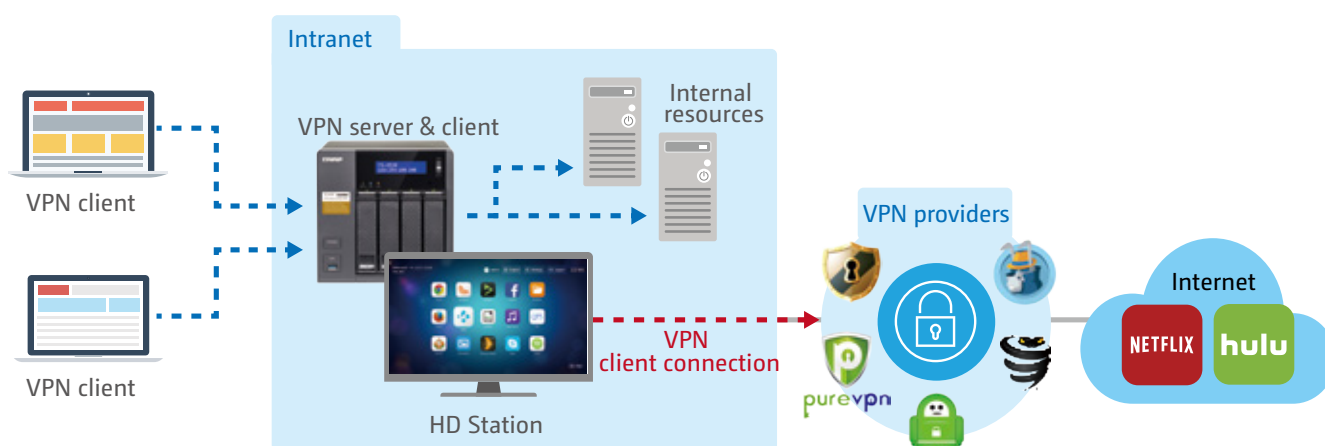 Intranet
VPN client
VPN server & client
Internal
resources
VPN client
HD Station
VPN
client connection
VPN providers
purevpn
Internet
NETFLIX
hulu